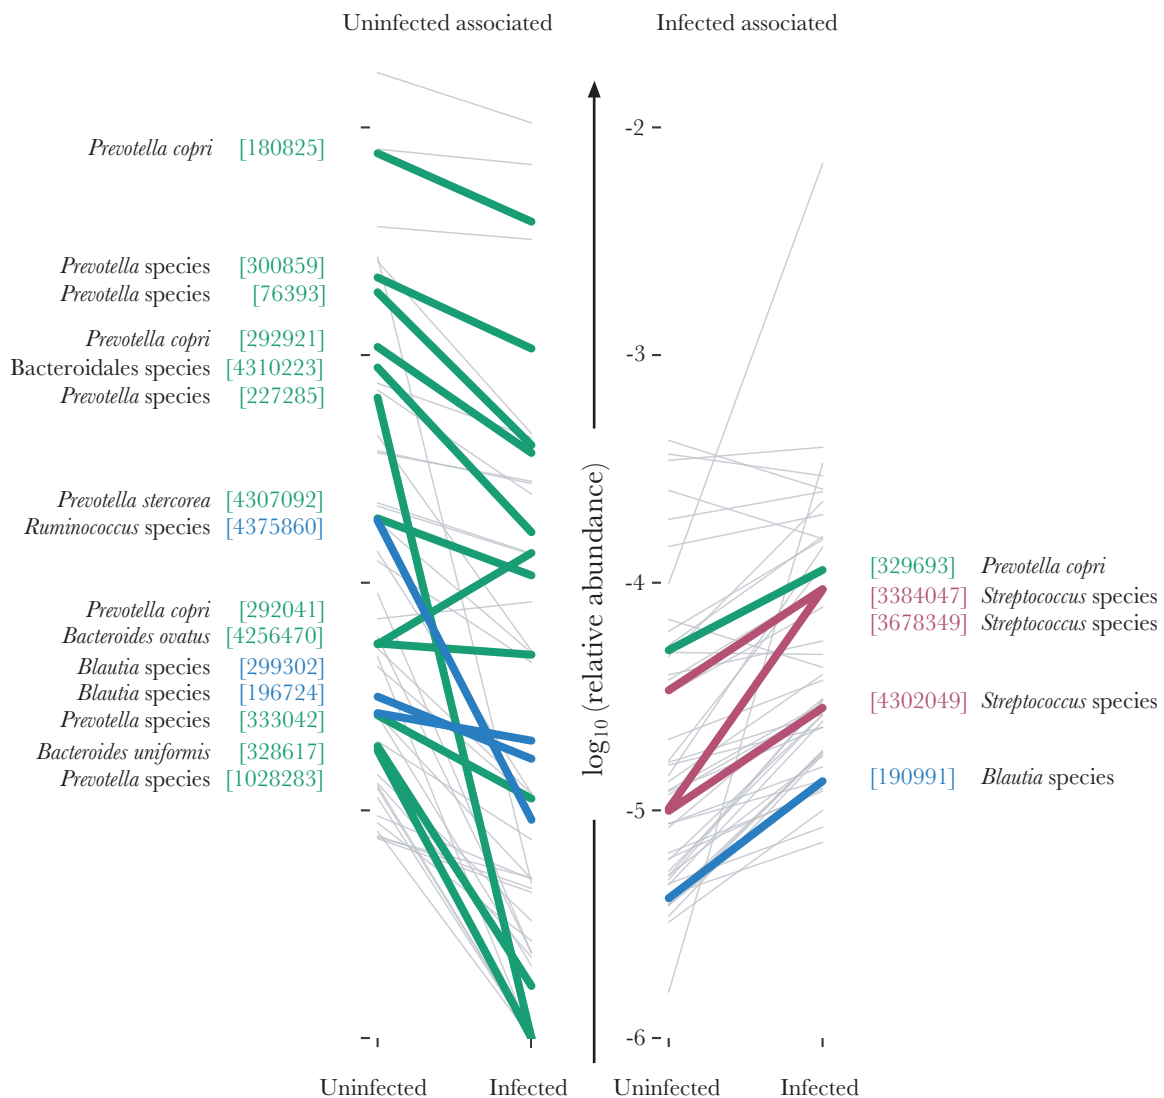 Uninfected associated
Infected associated
-2
-3
-4
-5
-6
log10 (relative abundance)
Prevotella copri [180825]
Prevotella species [300859]
Prevotella species [76393]
Prevotella copri [292921]
Bacteroidales species [4310223]
Prevotella species [227285]
Prevotella stercorea [4307092]
Ruminococcus species [4375860]
Prevotella copri [292041]
Bacteroides ovatus [4256470]
Blautia species [299302]
Blautia species [196724]
Prevotella species [333042]
Bacteroides uniformis [328617]
Prevotella species [1028283]
[329693] Prevotella copri
[3384047] Streptococcus species
[3678349] Streptococcus species
[4302049] Streptococcus species
[190991] Blautia species
Uninfected Infected Uninfected Infected